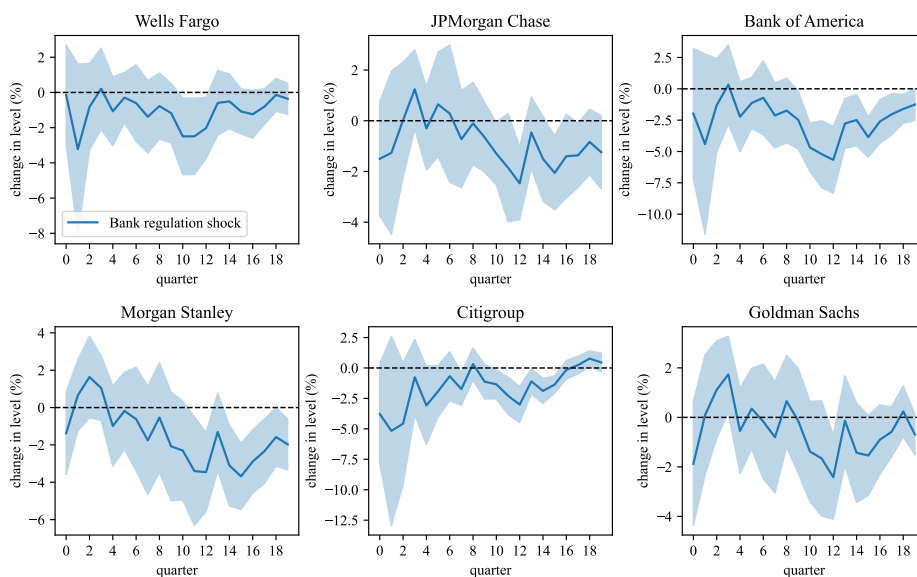 Wells Fargo
change in level (%)
2
0
−2
−4
−6
−8
Bank regulation shock
0 2 4 6 8 10 12 14 16 18
quarter
JPMorgan Chase
change in level (%)
2
0
−2
−4
0 2 4 6 8 10 12 14 16 18
quarter
Bank of America
change in level (%)
2.5
0.0
−2.5
−5.0
−7.5
−10.0
0 2 4 6 8 10 12 14 16 18
quarter
Morgan Stanley
change in level (%)
4
2
0
−2
−4
−6
0 2 4 6 8 10 12 14 16 18
quarter
Citigroup
change in level (%)
2.5
0.0
−2.5
−5.0
−7.5
−10.0
−12.5
0 2 4 6 8 10 12 14 16 18
quarter
Goldman Sachs
change in level (%)
2
0
−2
−4
0 2 4 6 8 10 12 14 16 18
quarter